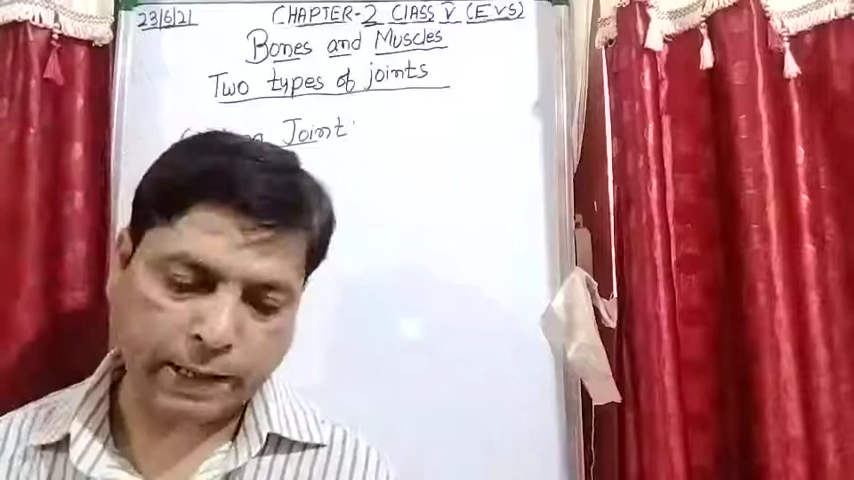 23/6/21 CHAPTER-2 CLASS V (EVS)
Bones and Muscles
Two types of joints
Joint